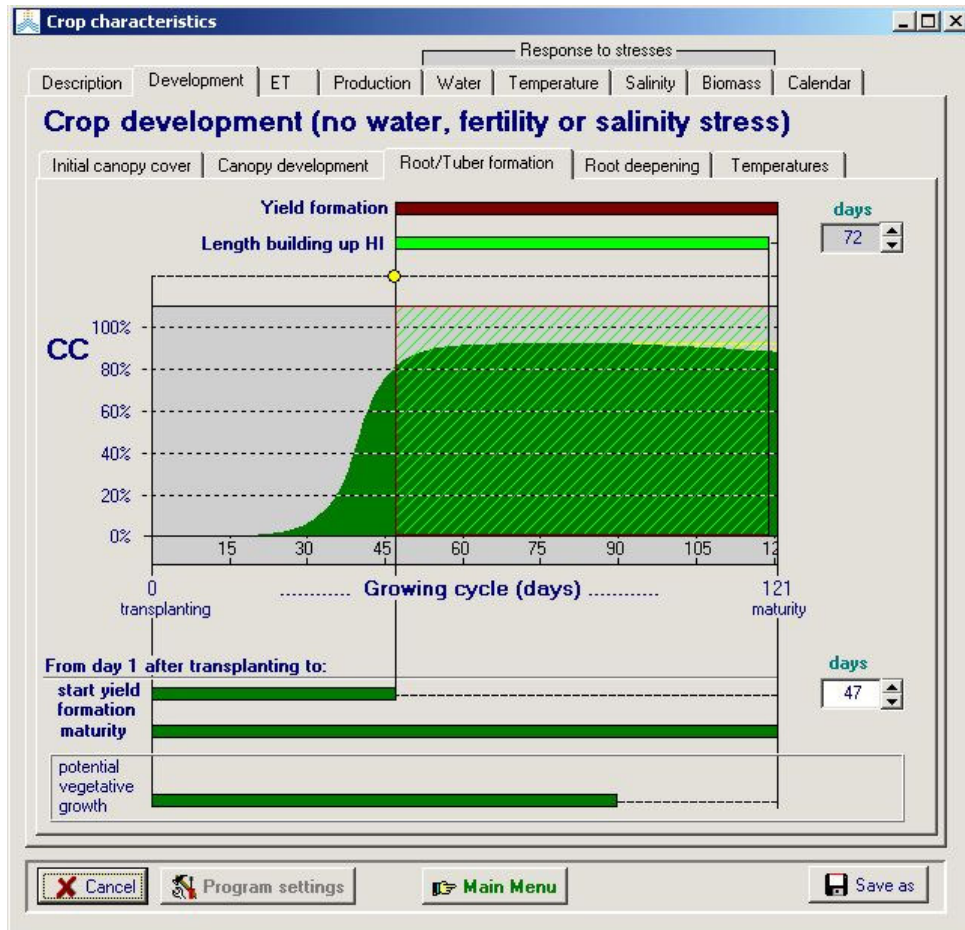 Crop characteristics
Response to stresses
Description Development ET Production Water Temperature Salinity Biomass Calendar
Crop development (no water, fertility or salinity stress)
Initial canopy cover Canopy development Root/Tuber formation Root deepening Temperatures
Yield formation days
Length building up HI 72
CC
100%
80%
60%
40%
20%
0%
15 30 45 60 75 90 105 12
0 ............ Growing cycle (days) ............ 121
transplanting maturity
From day 1 after transplanting to: days
start yield 47
formation
maturity
potential
vegetative
growth
Cancel Program settings Main Menu Save as